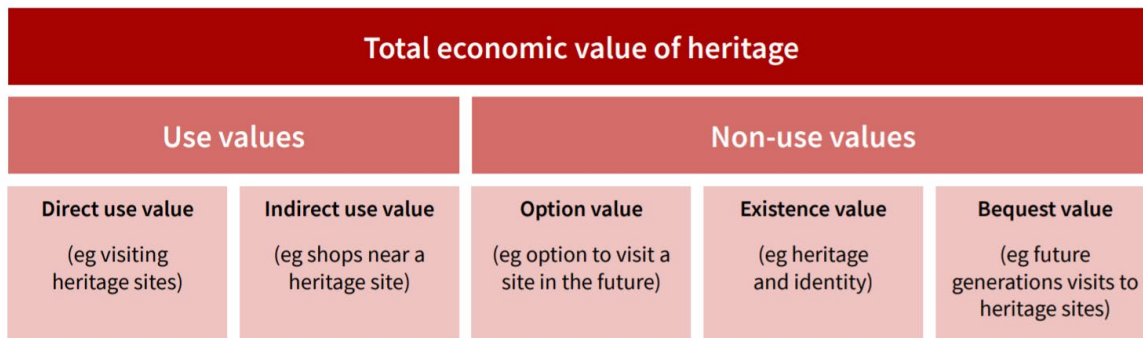 Total economic value of heritage
Use values
Non-use values
Direct use value
(eg visiting
heritage sites)
Indirect use value
(eg shops near a
heritage site)
Option value
(eg option to visit a
site in the future)
Existence value
(eg heritage
and identity)
Bequest value
(eg future
generations visits to
heritage sites)